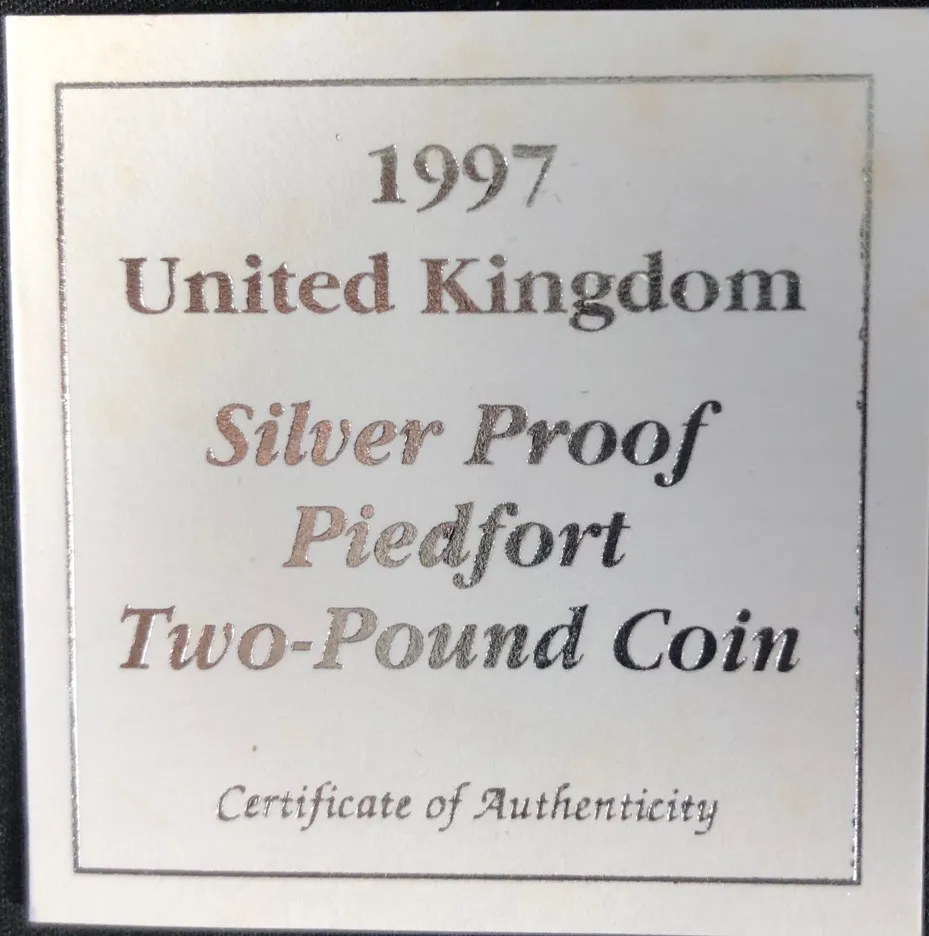 1997
United Kingdom
Silver Proof
Piedfort
Two-Pound Coin
Certificate of Authenticity